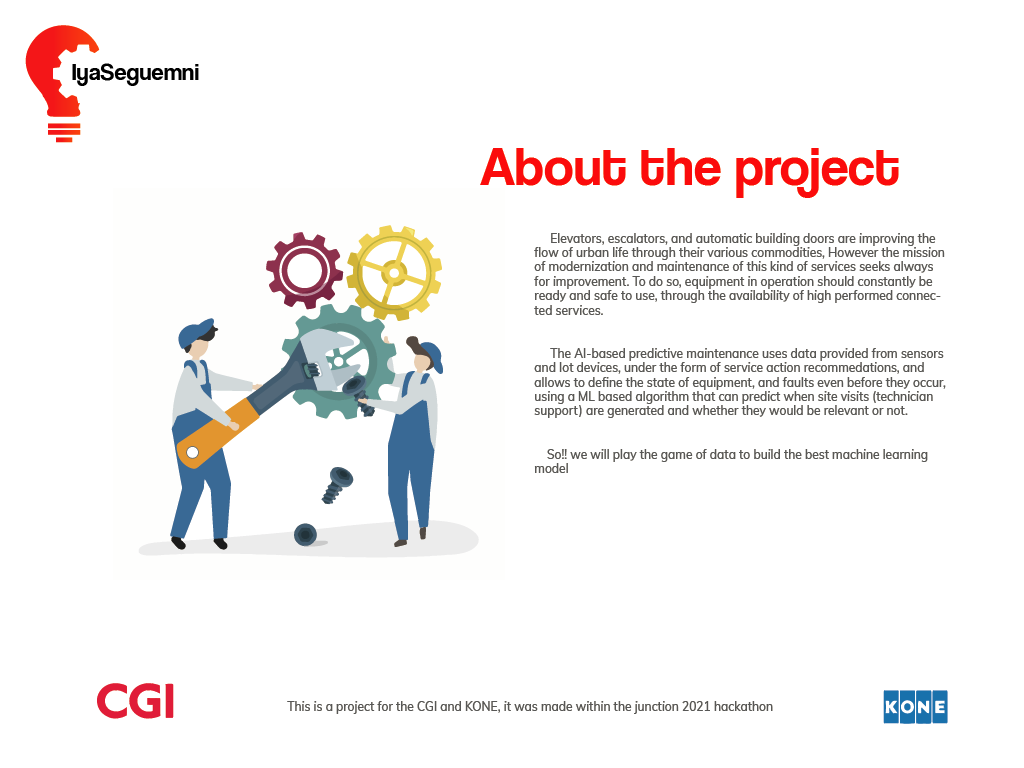 IyaSeguemni
About the project
Elevators, escalators, and automatic building doors are improving the
flow of urban life through their various commodities, However the mission
of modernization and maintenance of this kind of services seeks always
for improvement. To do so, equipment in operation should constantly be
ready and safe to use, through the availability of high performed connec-
ted services.
The AI-based predictive maintenance uses data provided from sensors
and Iot devices, under the form of service action recommedations, and
allows to define the state of equipment, and faults even before they occur,
using a ML based algorithm that can predict when site visits (technician
support) are generated and whether they would be relevant or not.
So!! we will play the game of data to build the best machine learning
model
CGI
This is a project for the CGI and KONE, it was made within the junction 2021 hackathon
KONE